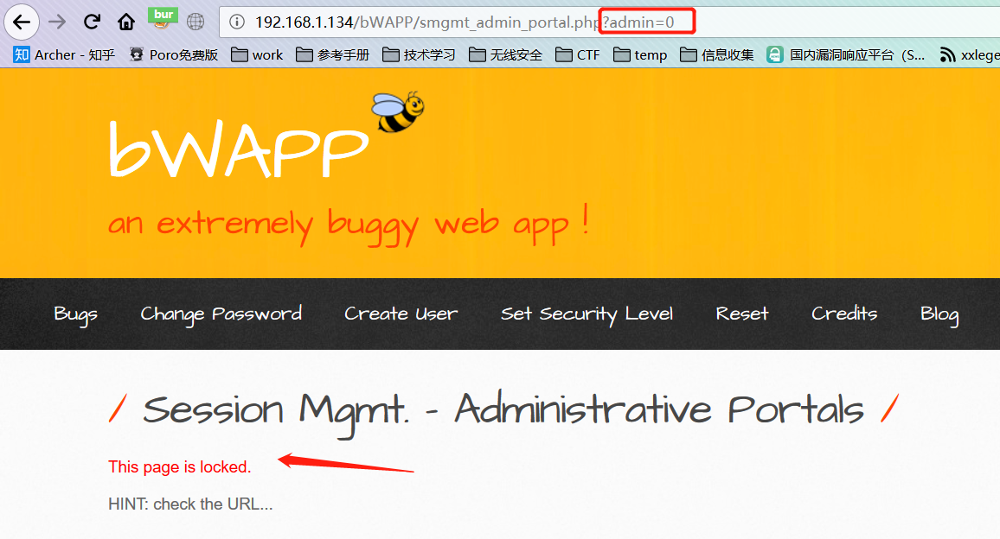 bur
192.168.1.134/bWAPP/smgmt_admin_portal.php?admin=0
知 Archer - 知乎 Poro免费版 work 参考手册 技术学习 无线安全 CTF temp 信息收集 国内漏洞响应平台（S... xxlege
bWAPP
an extremely buggy web app !
Bugs Change Password Create User Set Security Level Reset Credits Blog
/ Session Mgmt. - Administrative Portals /
This page is locked.
HINT: check the URL...